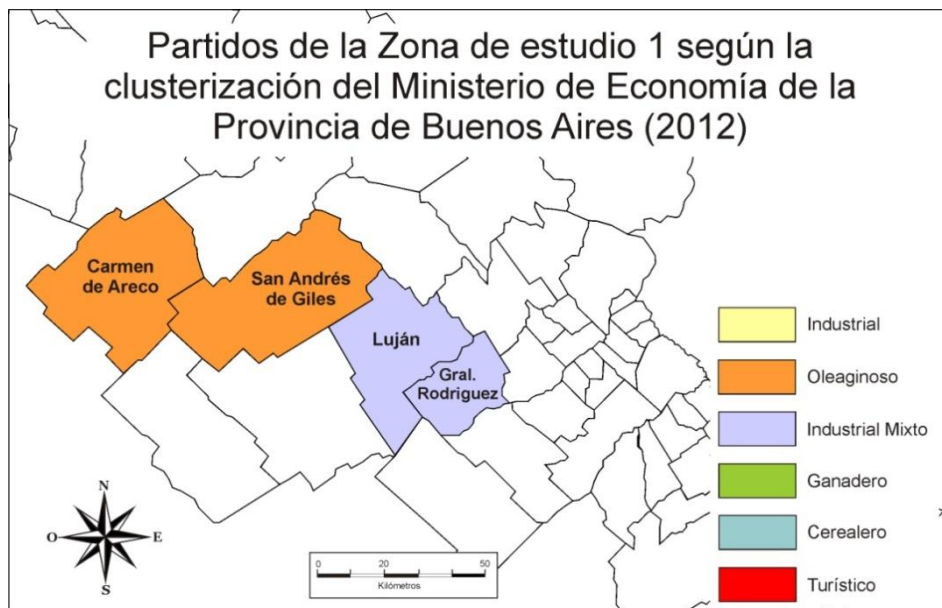 Partidos de la Zona de estudio 1 según la
clusterización del Ministerio de Economía de la
Provincia de Buenos Aires (2012)
Carmen
de Areco
San Andrés
de Giles
Luján
Gral.
Rodriguez
Industrial
Oleaginoso
Industrial Mixto
Ganadero
Cerealero
Turístico
N
O E
S
0 20 40 50
Kilómetros